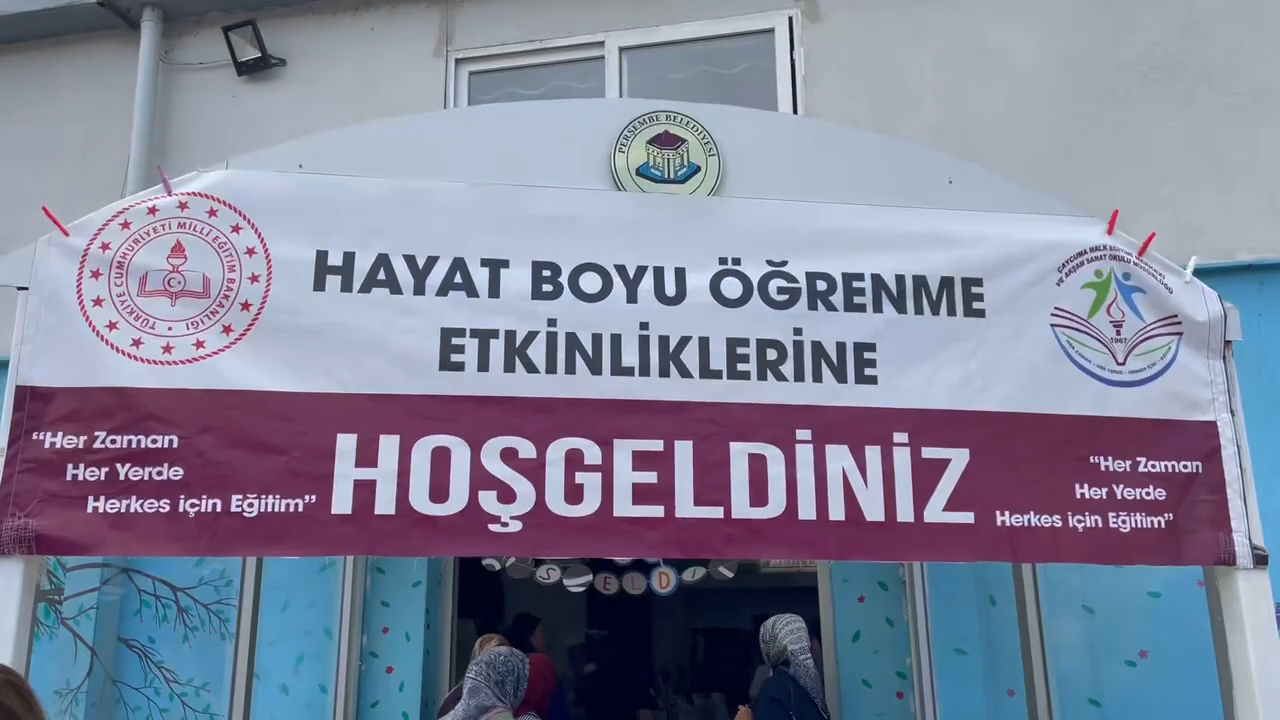 PERŞEMBE BELEDİYESİ
TÜRKİYE CUMHURİYETİ MİLLİ EĞİTİM BAKANLIĞI
ÇAYCUMA HALK EĞİTİMİ MERKEZİ
VE AKŞAM SANAT OKULU MÜDÜRLÜĞÜ
1967
HAYAT BOYU ÖĞRENME
ETKİNLİKLERİNE
HOŞGELDİNİZ
“Her Zaman
Her Yerde
Herkes için Eğitim”
“Her Zaman
Her Yerde
Herkes için Eğitim”